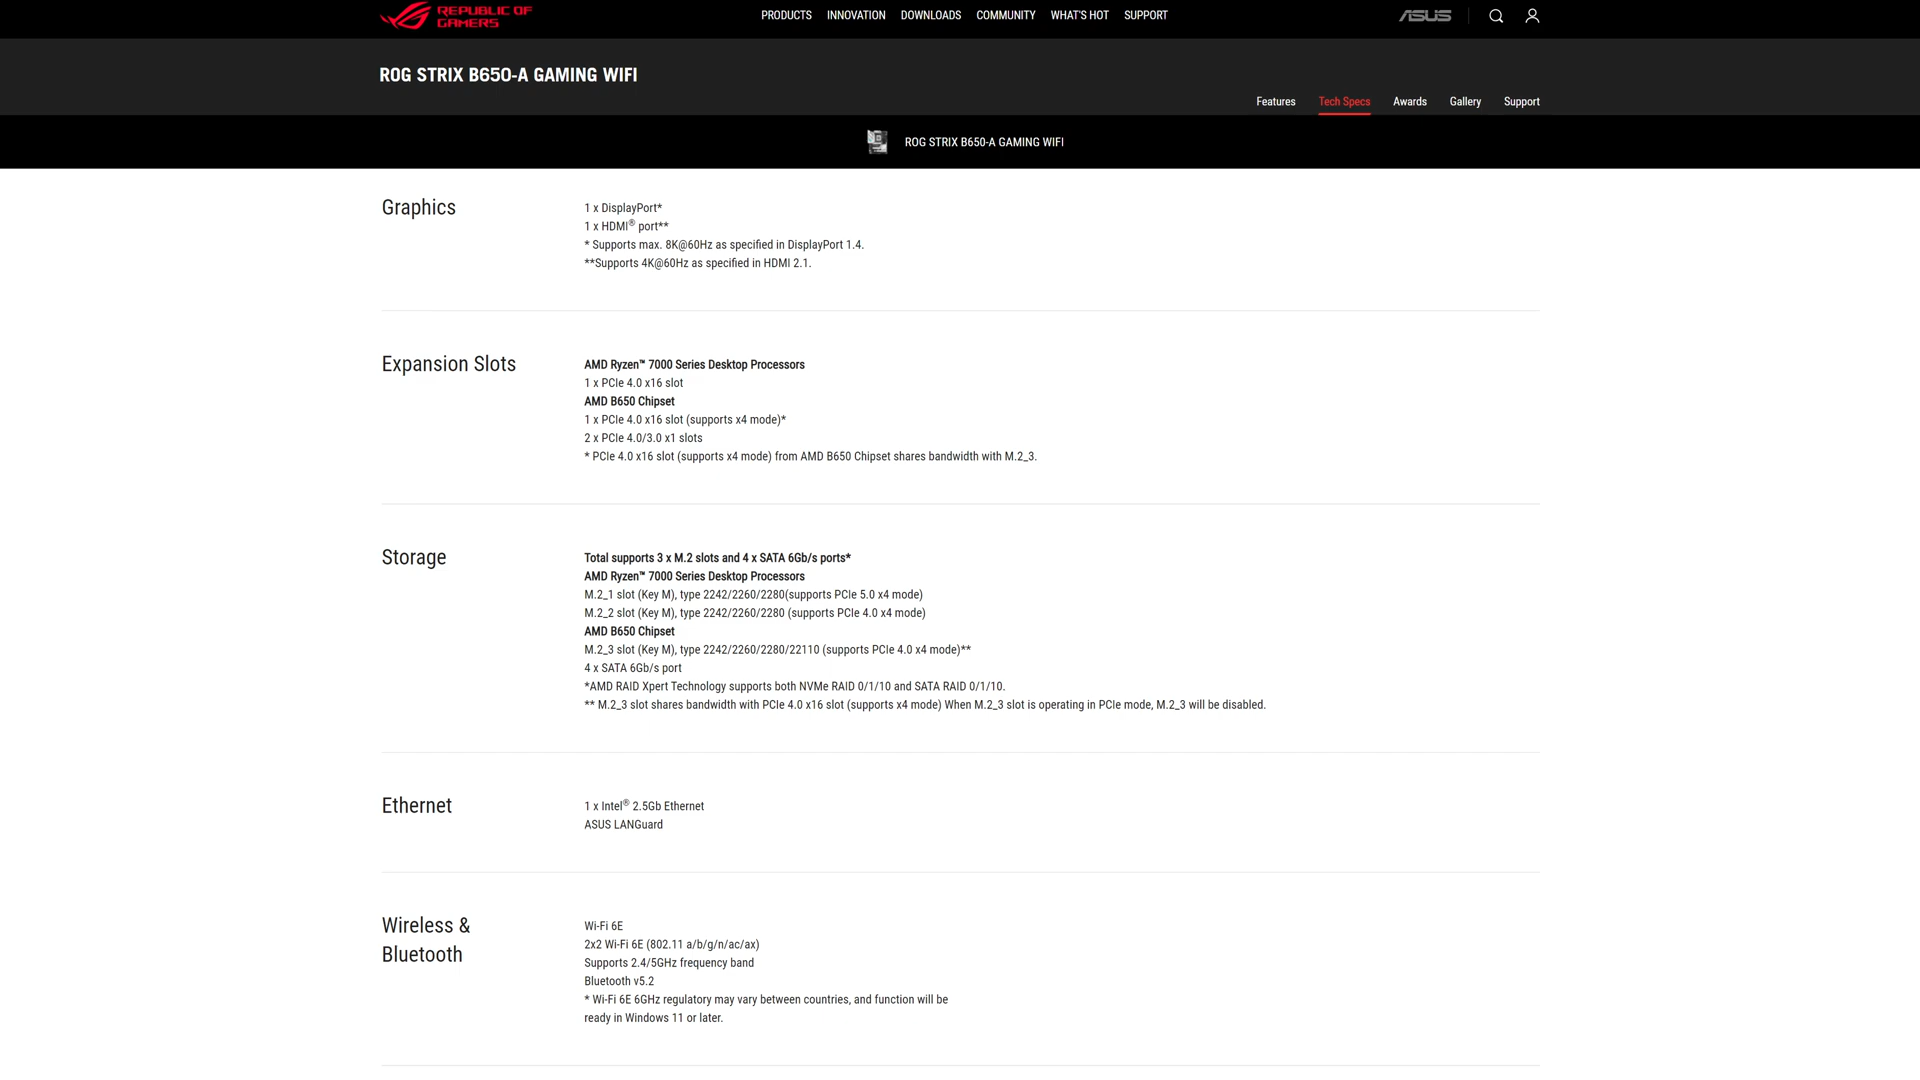 REPUBLIC OF
GAMERS
PRODUCTS INNOVATION DOWNLOADS COMMUNITY WHAT'S HOT SUPPORT
ASUS
ROG STRIX B650-A GAMING WIFI
Features Tech Specs Awards Gallery Support
ROG STRIX B650-A GAMING WIFI
Graphics
1 x DisplayPort*
1 x HDMI® port**
* Supports max. 8K@60Hz as specified in DisplayPort 1.4.
**Supports 4K@60Hz as specified in HDMI 2.1.
Expansion Slots
AMD Ryzen™ 7000 Series Desktop Processors
1 x PCIe 4.0 x16 slot
AMD B650 Chipset
1 x PCIe 4.0 x16 slot (supports x4 mode)*
2 x PCIe 4.0/3.0 x1 slots
* PCIe 4.0 x16 slot (supports x4 mode) from AMD B650 Chipset shares bandwidth with M.2_3.
Storage
Total supports 3 x M.2 slots and 4 x SATA 6Gb/s ports*
AMD Ryzen™ 7000 Series Desktop Processors
M.2_1 slot (Key M), type 2242/2260/2280(supports PCIe 5.0 x4 mode)
M.2_2 slot (Key M), type 2242/2260/2280 (supports PCIe 4.0 x4 mode)
AMD B650 Chipset
M.2_3 slot (Key M), type 2242/2260/2280/22110 (supports PCIe 4.0 x4 mode)**
4 x SATA 6Gb/s port
*AMD RAID Xpert Technology supports both NVMe RAID 0/1/10 and SATA RAID 0/1/10.
** M.2_3 slot shares bandwidth with PCIe 4.0 x16 slot (supports x4 mode) When M.2_3 slot is operating in PCIe mode, M.2_3 will be disabled.
Ethernet
1 x Intel® 2.5Gb Ethernet
ASUS LANGuard
Wireless &
Bluetooth
Wi-Fi 6E
2x2 Wi-Fi 6E (802.11 a/b/g/n/ac/ax)
Supports 2.4/5GHz frequency band
Bluetooth v5.2
* Wi-Fi 6E 6GHz regulatory may vary between countries, and function will be
ready in Windows 11 or later.